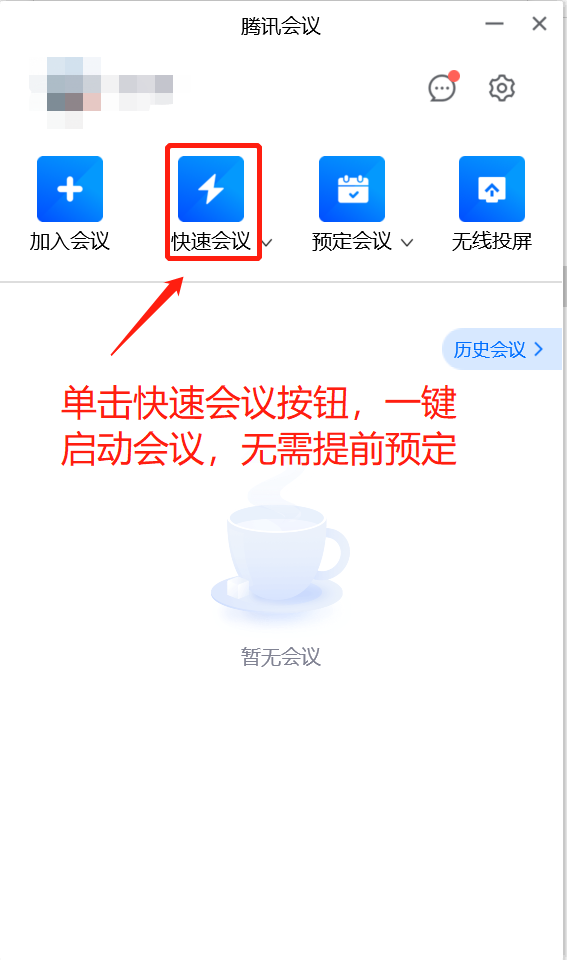 腾讯会议
加入会议
快速会议
预定会议
无线投屏
历史会议
单击快速会议按钮，一键
启动会议，无需提前预定
暂无会议